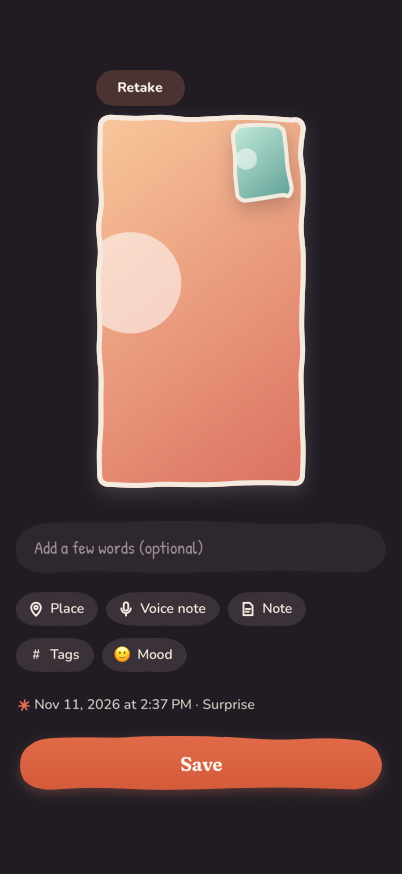 Retake
Add a few words (optional)
Place
Voice note
Note
# Tags
Mood
Nov 11, 2026 at 2:37 PM · Surprise
Save